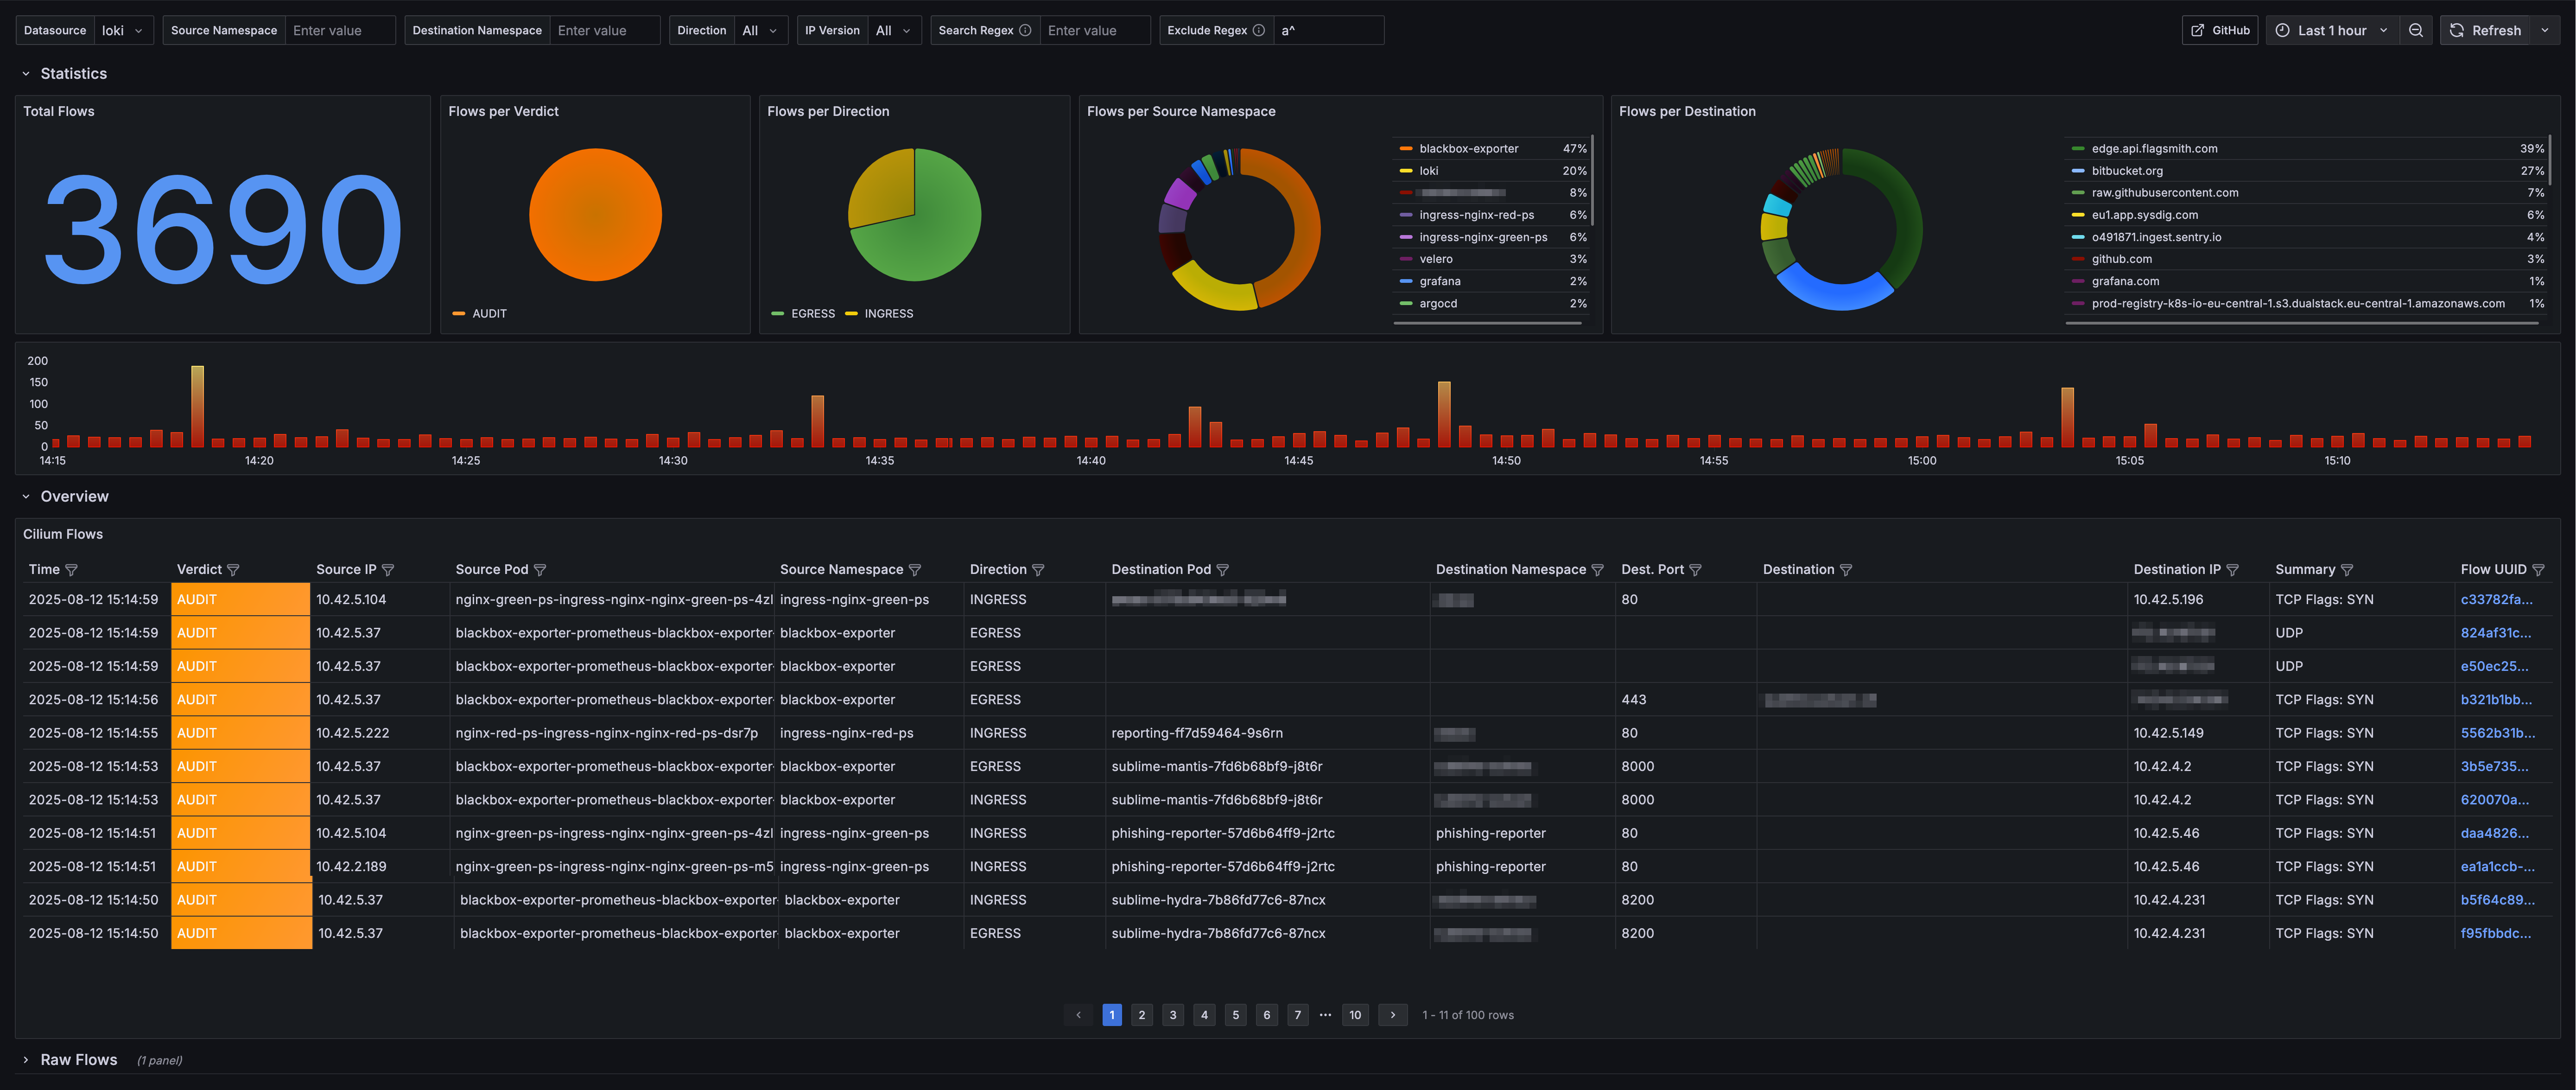 Datasource loki Source Namespace Enter value Destination Namespace Enter value Direction All IP Version All Search Regex Enter value Exclude Regex a^ GitHub Last 1 hour Refresh
Statistics
Total Flows
3690
Flows per Verdict
AUDIT
Flows per Direction
EGRESS INGRESS
Flows per Source Namespace
blackbox-exporter 47%
loki 20%
8%
ingress-nginx-red-ps 6%
ingress-nginx-green-ps 6%
velero 3%
grafana 2%
argocd 2%
Flows per Destination
edge.api.flagsmith.com 39%
bitbucket.org 27%
raw.githubusercontent.com 7%
eu1.app.sysdig.com 6%
o491871.ingest.sentry.io 4%
github.com 3%
grafana.com 1%
prod-registry-k8s-io-eu-central-1.s3.dualstack.eu-central-1.amazonaws.com 1%
200
150
100
50
0
14:15 14:20 14:25 14:30 14:35 14:40 14:45 14:50 14:55 15:00 15:05 15:10
Overview
Cilium Flows
Time Verdict Source IP Source Pod Source Namespace Direction Destination Pod Destination Namespace Dest. Port Destination Destination IP Summary Flow UUID
2025-08-12 15:14:59 AUDIT 10.42.5.104 nginx-green-ps-ingress-nginx-nginx-green-ps-4zl ingress-nginx-green-ps INGRESS 80 10.42.5.196 TCP Flags: SYN c33782fa...
2025-08-12 15:14:59 AUDIT 10.42.5.37 blackbox-exporter-prometheus-blackbox-exporter- blackbox-exporter EGRESS UDP 824af31c...
2025-08-12 15:14:59 AUDIT 10.42.5.37 blackbox-exporter-prometheus-blackbox-exporter- blackbox-exporter EGRESS UDP e50ec25...
2025-08-12 15:14:56 AUDIT 10.42.5.37 blackbox-exporter-prometheus-blackbox-exporter- blackbox-exporter EGRESS 443 TCP Flags: SYN b321b1bb...
2025-08-12 15:14:55 AUDIT 10.42.5.222 nginx-red-ps-ingress-nginx-nginx-red-ps-dsr7p ingress-nginx-red-ps INGRESS reporting-ff7d59464-9s6rn 80 10.42.5.149 TCP Flags: SYN 5562b31b...
2025-08-12 15:14:53 AUDIT 10.42.5.37 blackbox-exporter-prometheus-blackbox-exporter- blackbox-exporter EGRESS sublime-mantis-7fd6b68bf9-j8t6r 8000 10.42.4.2 TCP Flags: SYN 3b5e735...
2025-08-12 15:14:53 AUDIT 10.42.5.37 blackbox-exporter-prometheus-blackbox-exporter- blackbox-exporter INGRESS sublime-mantis-7fd6b68bf9-j8t6r 8000 10.42.4.2 TCP Flags: SYN 620070a...
2025-08-12 15:14:51 AUDIT 10.42.5.104 nginx-green-ps-ingress-nginx-nginx-green-ps-4zl ingress-nginx-green-ps INGRESS phishing-reporter-57d6b64ff9-j2rtc phishing-reporter 80 10.42.5.46 TCP Flags: SYN daa4826...
2025-08-12 15:14:51 AUDIT 10.42.2.189 nginx-green-ps-ingress-nginx-nginx-green-ps-m5 ingress-nginx-green-ps INGRESS phishing-reporter-57d6b64ff9-j2rtc phishing-reporter 80 10.42.5.46 TCP Flags: SYN ea1a1ccb-...
2025-08-12 15:14:50 AUDIT 10.42.5.37 blackbox-exporter-prometheus-blackbox-exporter- blackbox-exporter INGRESS sublime-hydra-7b86fd77c6-87ncx 8200 10.42.4.231 TCP Flags: SYN b5f64c89...
2025-08-12 15:14:50 AUDIT 10.42.5.37 blackbox-exporter-prometheus-blackbox-exporter- blackbox-exporter EGRESS sublime-hydra-7b86fd77c6-87ncx 8200 10.42.4.231 TCP Flags: SYN f95fbbdc...
1 2 3 4 5 6 7 ... 10 1 - 11 of 100 rows
Raw Flows (1 panel)